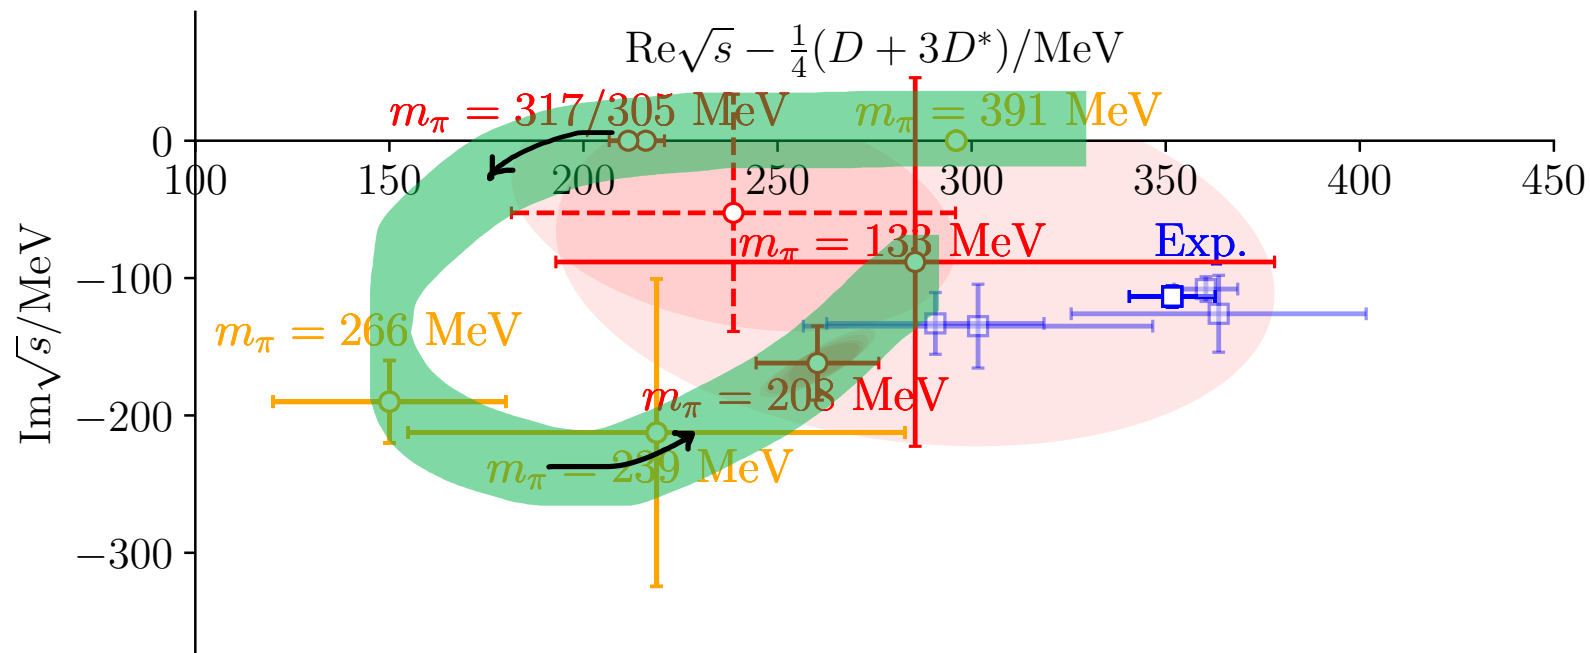 Re√s − 1/4(D + 3D*)/MeV
m_π = 317/305 MeV
m_π = 391 MeV
0
100 150 200 250 300 350 400 450
m_π = 133 MeV
Exp.
−100
m_π = 266 MeV
m_π = 208 MeV
−200
m_π = 239 MeV
−300
Im√s/MeV